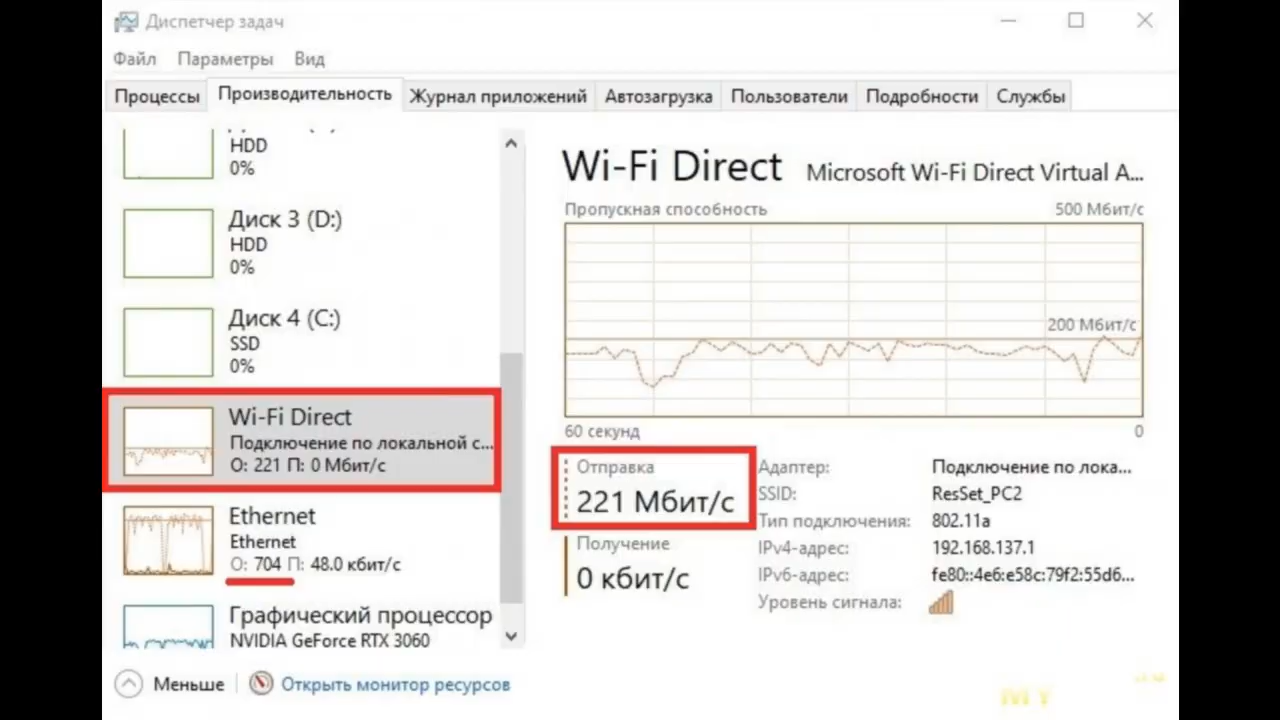 Диспетчер задач
Файл Параметры Вид
Процессы Производительность Журнал приложений Автозагрузка Пользователи Подробности Службы
HDD
0%
Диск 3 (D:)
HDD
0%
Диск 4 (C:)
SSD
0%
Wi-Fi Direct
Подключение по локальной с...
О: 221 П: 0 Мбит/с
Ethernet
Ethernet
О: 704 П: 48.0 кбит/с
Графический процессор
NVIDIA GeForce RTX 3060
Wi-Fi Direct Microsoft Wi-Fi Direct Virtual A...
Пропускная способность 500 Мбит/с
200 Мбит/с
60 секунд 0
Отправка
221 Мбит/с
Получение
0 кбит/с
Адаптер: Подключение по лока...
SSID: ResSet_PC2
Тип подключения: 802.11a
IPv4-адрес: 192.168.137.1
IPv6-адрес: fe80::4e6:e58c:79f2:55d6...
Уровень сигнала:
Меньше Открыть монитор ресурсов
MY